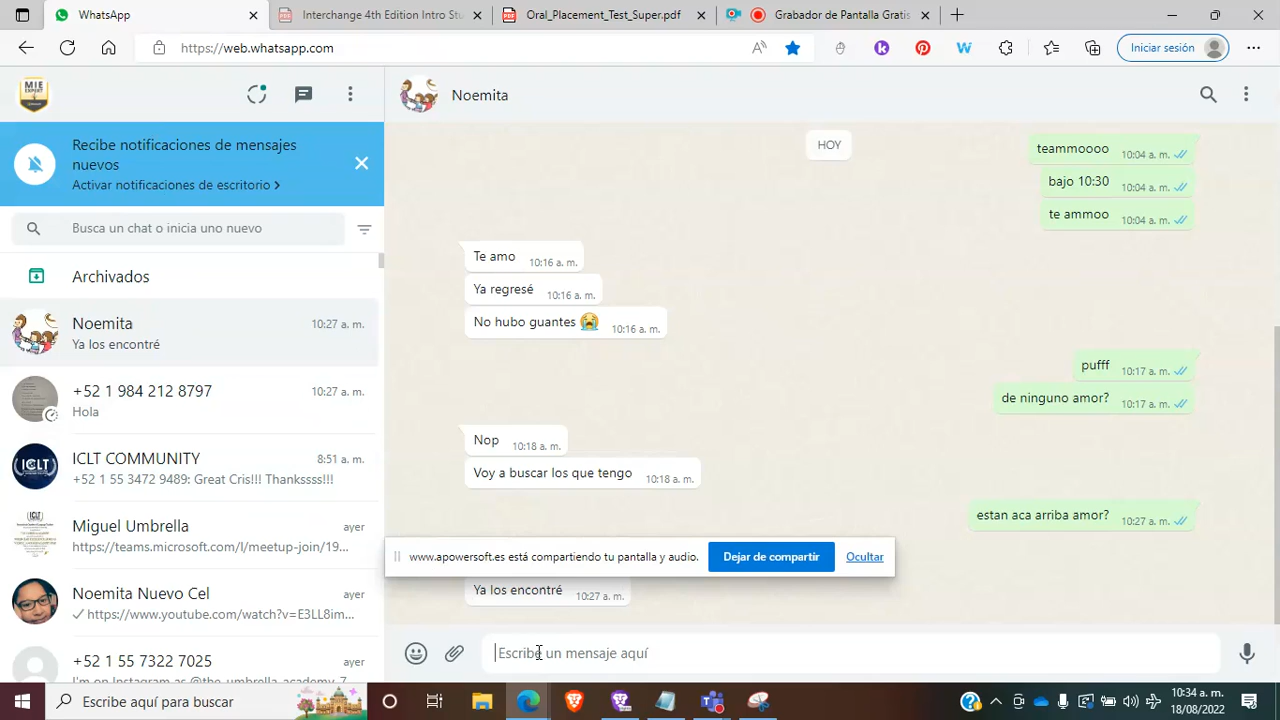 WhatsApp
Interchange 4th Edition Intro Stu
Oral_Placement_Test_Super.pdf
Grabador de Pantalla Gratis
https://web.whatsapp.com
Iniciar sesión
MIE
EXPERT
Recibe notificaciones de mensajes
nuevos
Activar notificaciones de escritorio >
Busca un chat o inicia uno nuevo
Archivados
Noemita
10:27 a. m.
Ya los encontré
+52 1 984 212 8797
10:27 a. m.
Hola
ICLT COMMUNITY
8:51 a. m.
+52 1 55 3472 9489: Great Cris!!! Thankssss!!!
Miguel Umbrella
ayer
https://teams.microsoft.com/l/meetup-join/19...
Noemita Nuevo Cel
ayer
https://www.youtube.com/watch?v=E3LL8im...
+52 1 55 7322 7025
ayer
I'm on Instagram as @the_umbrella_academy_7
Noemita
HOY
teammoooo 10:04 a. m.
bajo 10:30 10:04 a. m.
te ammoo 10:04 a. m.
Te amo 10:16 a. m.
Ya regresé 10:16 a. m.
No hubo guantes 😭 10:16 a. m.
pufff 10:17 a. m.
de ninguno amor? 10:17 a. m.
Nop 10:18 a. m.
Voy a buscar los que tengo 10:18 a. m.
estan aca arriba amor? 10:27 a. m.
www.apowersoft.es está compartiendo tu pantalla y audio.
Dejar de compartir
Ocultar
Ya los encontré 10:27 a. m.
Escribe un mensaje aquí
Escribe aquí para buscar
10:34 a. m.
18/08/2022